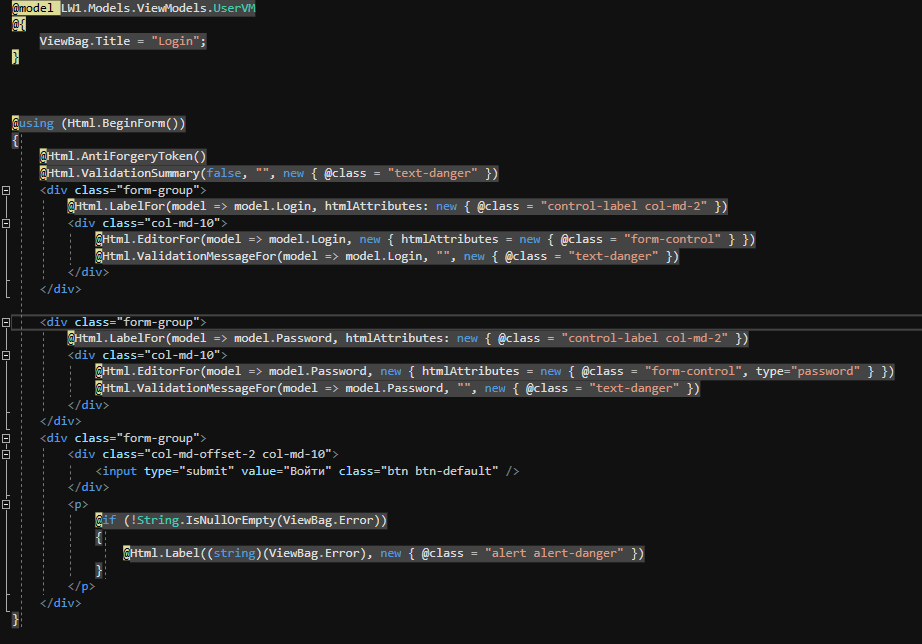 @model LW1.Models.ViewModels.UserVM
@{
    ViewBag.Title = "Login";
}
@using (Html.BeginForm())
{
    @Html.AntiForgeryToken()
    @Html.ValidationSummary(false, "", new { @class = "text-danger" })
    <div class="form-group">
        @Html.LabelFor(model => model.Login, htmlAttributes: new { @class = "control-label col-md-2" })
        <div class="col-md-10">
            @Html.EditorFor(model => model.Login, new { htmlAttributes = new { @class = "form-control" } })
            @Html.ValidationMessageFor(model => model.Login, "", new { @class = "text-danger" })
        </div>
    </div>
    <div class="form-group">
        @Html.LabelFor(model => model.Password, htmlAttributes: new { @class = "control-label col-md-2" })
        <div class="col-md-10">
            @Html.EditorFor(model => model.Password, new { htmlAttributes = new { @class = "form-control", type="password" } })
            @Html.ValidationMessageFor(model => model.Password, "", new { @class = "text-danger" })
        </div>
    </div>
    <div class="form-group">
        <div class="col-md-offset-2 col-md-10">
            <input type="submit" value="Войти" class="btn btn-default" />
        </div>
        <p>
            @if (!String.IsNullOrEmpty(ViewBag.Error))
            {
                @Html.Label((string)(ViewBag.Error), new { @class = "alert alert-danger" })
            }
        </p>
    </div>
}